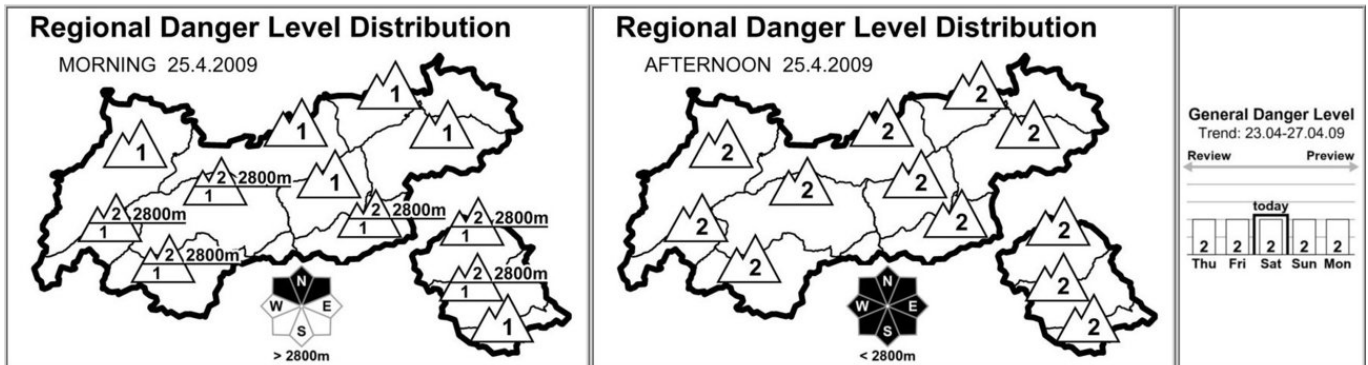 Regional Danger Level Distribution
MORNING 25.4.2009
1
1
1
1
1
2 2800m
1
2 2800m
1
2 2800m
1
2 2800m
1
2 2800m
1
2 2800m
1
1
N
W E
S
> 2800m
Regional Danger Level Distribution
AFTERNOON 25.4.2009
2
2
2
2
2
2
2
2
2
2
2
2
N
W E
S
< 2800m
General Danger Level
Trend: 23.04-27.04.09
Review Preview
today
2 2 2 2 2
Thu Fri Sat Sun Mon